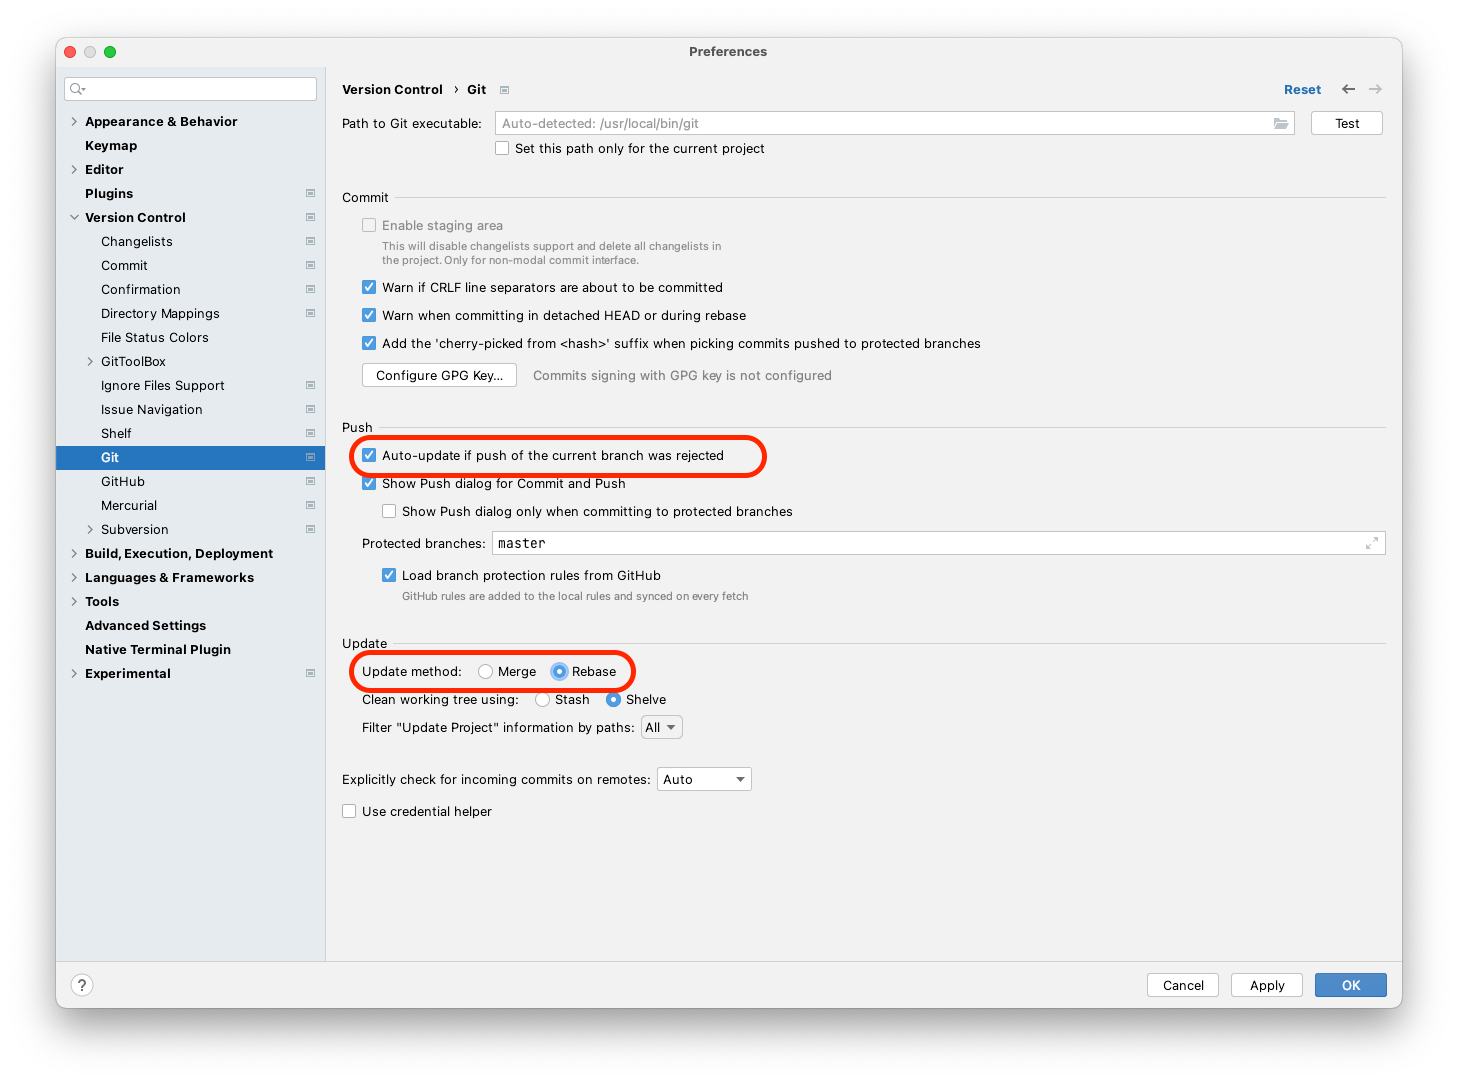 Preferences
Appearance & Behavior
Keymap
Editor
Plugins
Version Control
Changelists
Commit
Confirmation
Directory Mappings
File Status Colors
GitToolBox
Ignore Files Support
Issue Navigation
Shelf
Git
GitHub
Mercurial
Subversion
Build, Execution, Deployment
Languages & Frameworks
Tools
Advanced Settings
Native Terminal Plugin
Experimental
Version Control › Git
Reset
Path to Git executable: Auto-detected: /usr/local/bin/git Test
Set this path only for the current project
Commit
Enable staging area
This will disable changelists support and delete all changelists in
the project. Only for non-modal commit interface.
Warn if CRLF line separators are about to be committed
Warn when committing in detached HEAD or during rebase
Add the 'cherry-picked from <hash>' suffix when picking commits pushed to protected branches
Configure GPG Key... Commits signing with GPG key is not configured
Push
Auto-update if push of the current branch was rejected
Show Push dialog for Commit and Push
Show Push dialog only when committing to protected branches
Protected branches: master
Load branch protection rules from GitHub
GitHub rules are added to the local rules and synced on every fetch
Update
Update method: Merge Rebase
Clean working tree using: Stash Shelve
Filter "Update Project" information by paths: All
Explicitly check for incoming commits on remotes: Auto
Use credential helper
? Cancel Apply OK